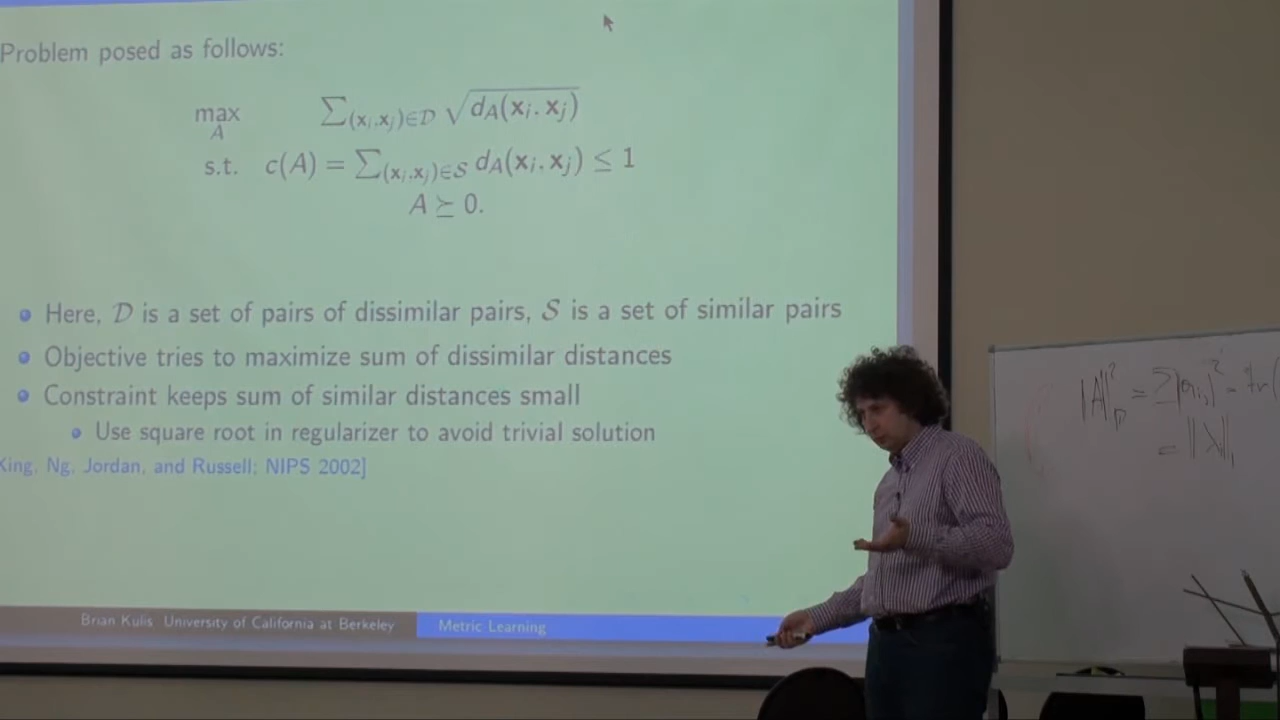 Problem posed as follows:
max_A ∑_{(x_i,x_j)∈D} √d_A(x_i, x_j)
s.t. c(A) = ∑_{(x_i,x_j)∈S} d_A(x_i, x_j) ≤ 1
A ⪰ 0.
Here, D is a set of pairs of dissimilar pairs, S is a set of similar pairs
Objective tries to maximize sum of dissimilar distances
Constraint keeps sum of similar distances small
Use square root in regularizer to avoid trivial solution
King, Ng, Jordan, and Russell; NIPS 2002]
Brian Kulis University of California at Berkeley
Metric Learning
= tr(
= ||λ||₁